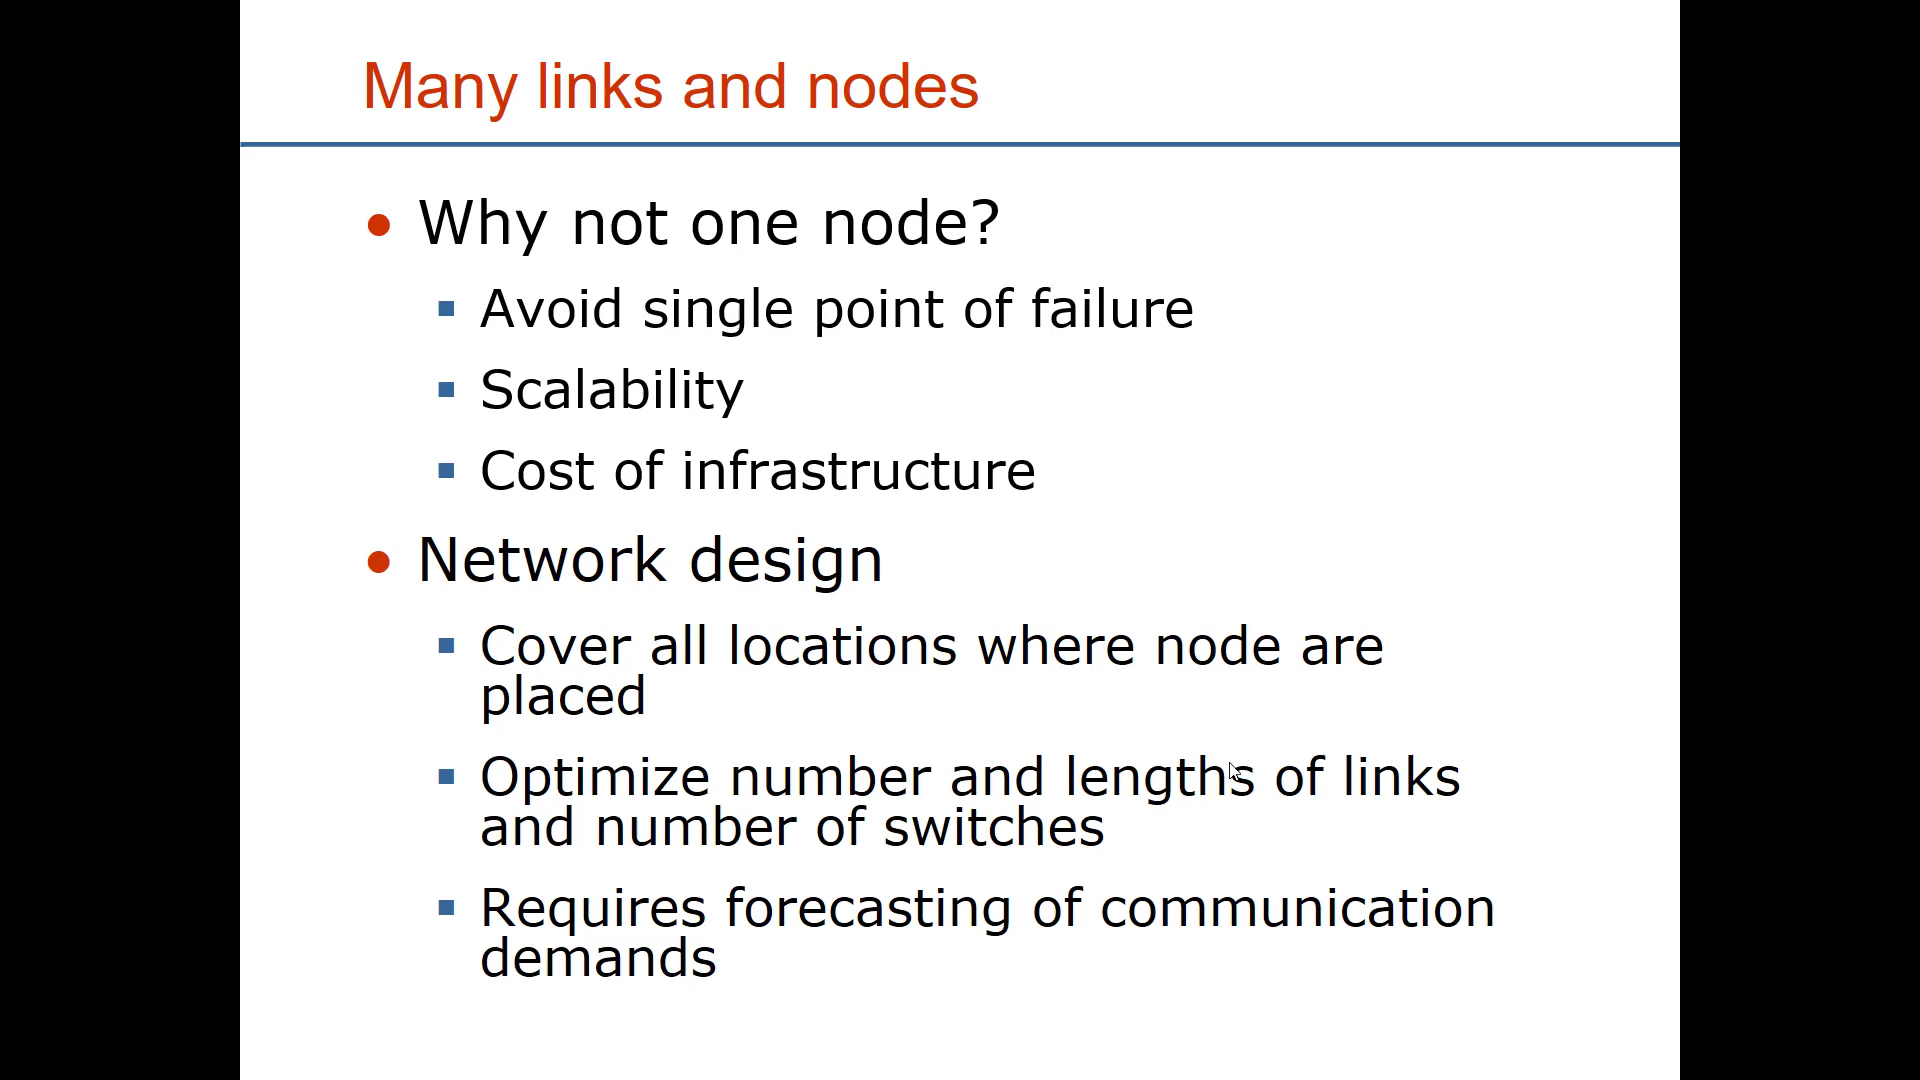 Many links and nodes
Why not one node?
Avoid single point of failure
Scalability
Cost of infrastructure
Network design
Cover all locations where node are
placed
Optimize number and lengths of links
and number of switches
Requires forecasting of communication
demands